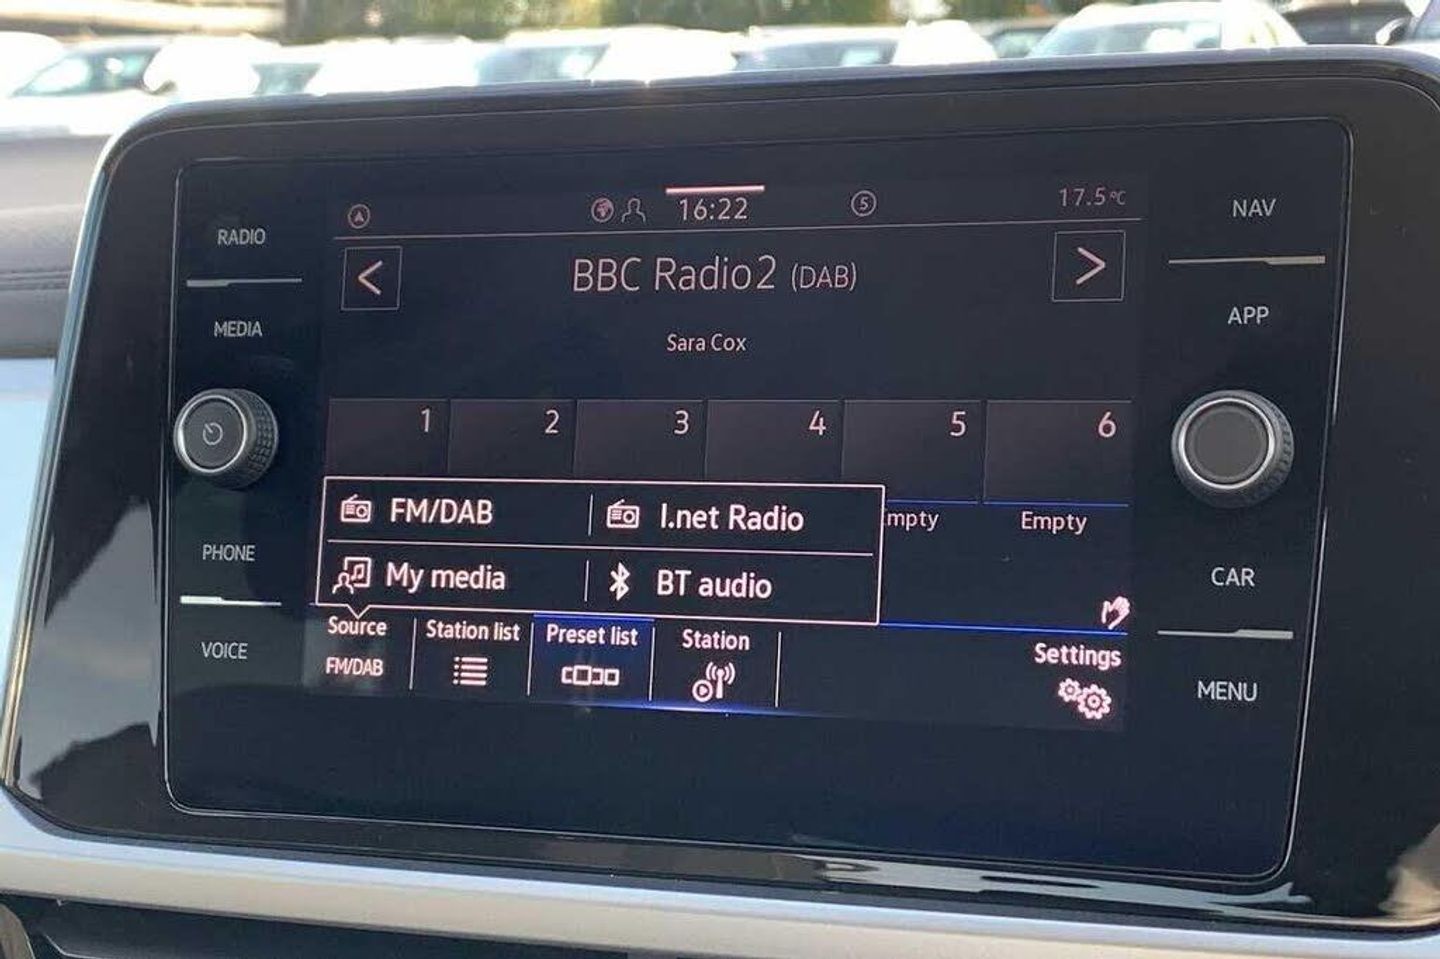 RADIO
MEDIA
PHONE
VOICE
16:22
5
17.5°C
BBC Radio2 (DAB)
Sara Cox
1 2 3 4 5 6
mpty Empty
FM/DAB I.net Radio
My media BT audio
Source Station list Preset list Station Settings
FM/DAB
NAV
APP
CAR
MENU